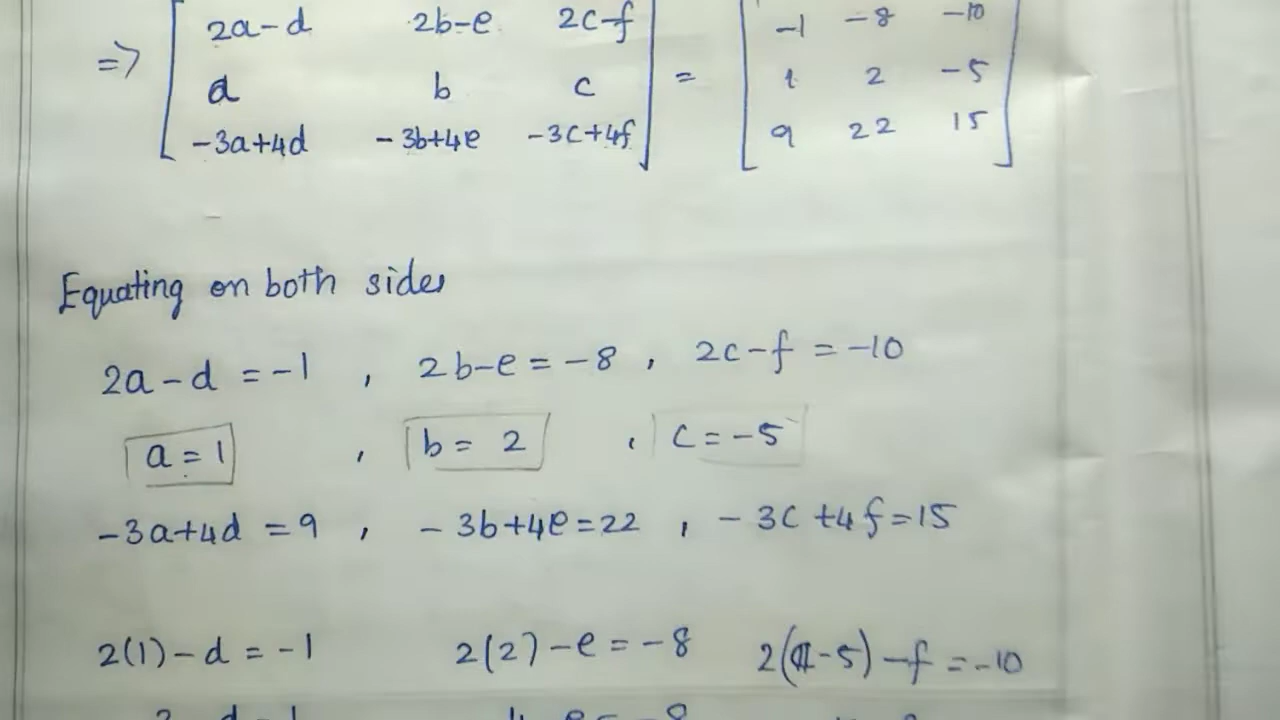 => [ 2a-d 2b-e 2c-f ] = [ -1 -8 -10 ]
[ a b c ] [ 1 2 -5 ]
[ -3a+4d -3b+4e -3c+4f ] [ 9 22 15 ]
Equating on both sides
2a-d = -1 , 2b-e = -8 , 2c-f = -10
a = 1 , b = 2 , c = -5
-3a+4d = 9 , -3b+4e = 22 , -3c+4f = 15
2(1)-d = -1 2(2)-e = -8 2(-5)-f = -10